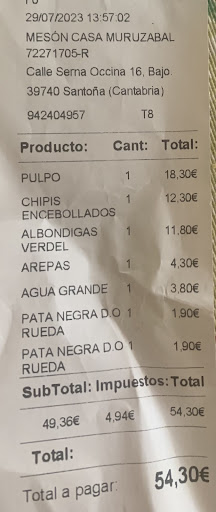 29/07/2023 13:57:02
MESÓN CASA MURUZABAL
72271705-R
Calle Serna Occina 16, Bajo.
39740 Santoña (Cantabria)
942404957 T8
Producto: Cant: Total:
PULPO 1 18,30€
CHIPIS 1 12,30€
ENCEBOLLADOS
ALBONDIGAS 1 11,80€
VERDEL
AREPAS 1 4,30€
AGUA GRANDE 1 3,80€
PATA NEGRA D.O 1 1,90€
RUEDA
PATA NEGRA D.O 1 1,90€
RUEDA
SubTotal: Impuestos: Total
49,36€ 4,94€ 54,30€
Total:
Total a pagar: 54,30€